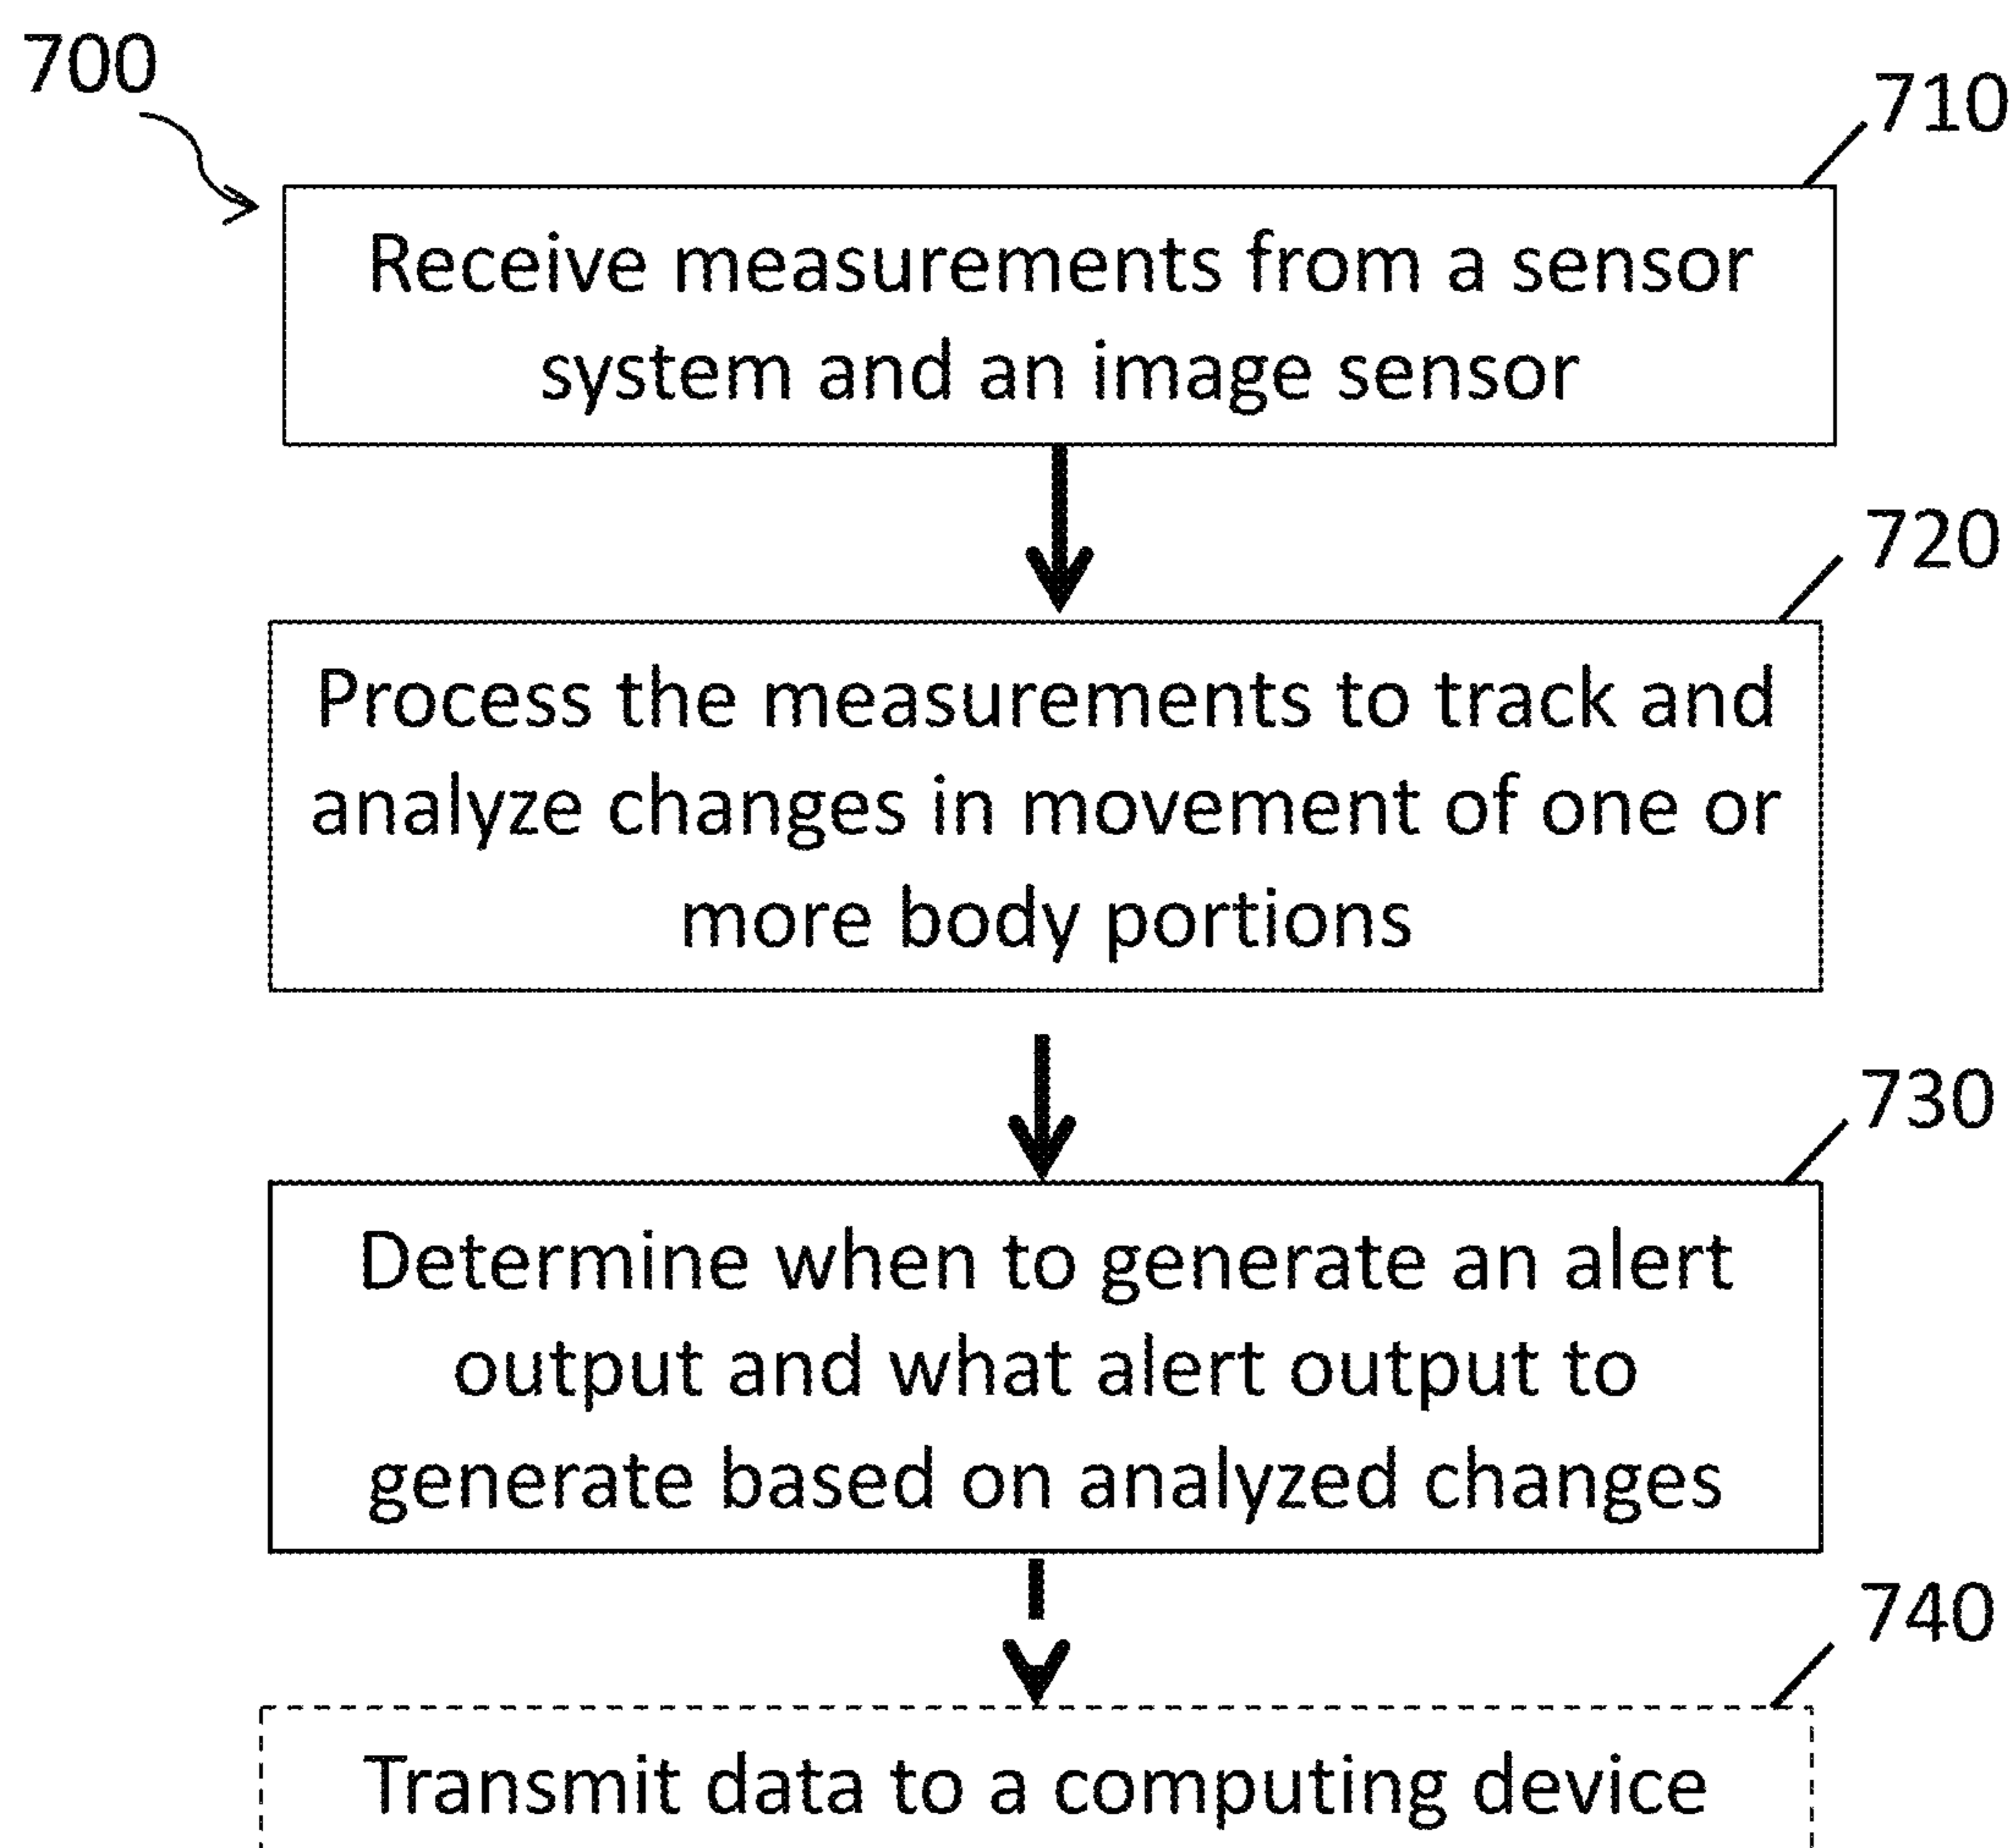 700
710
Receive measurements from a sensor
system and an image sensor
720
Process the measurements to track and
analyze changes in movement of one or
more body portions
730
Determine when to generate an alert
output and what alert output to
generate based on analyzed changes
740
Transmit data to a computing device